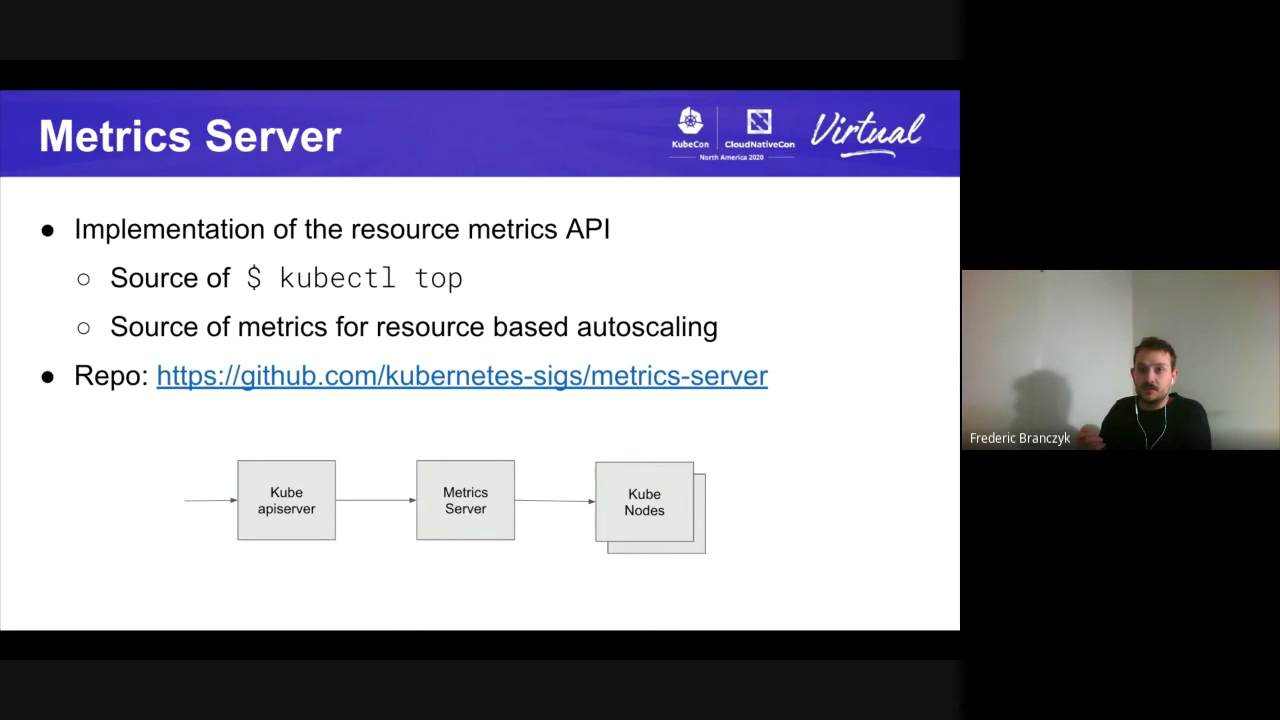 Metrics Server
KubeCon
CloudNativeCon
North America 2020
Virtual
● Implementation of the resource metrics API
○ Source of $ kubectl top
○ Source of metrics for resource based autoscaling
● Repo: https://github.com/kubernetes-sigs/metrics-server
Kube
apiserver
Metrics
Server
Kube
Nodes
Frederic Branczyk